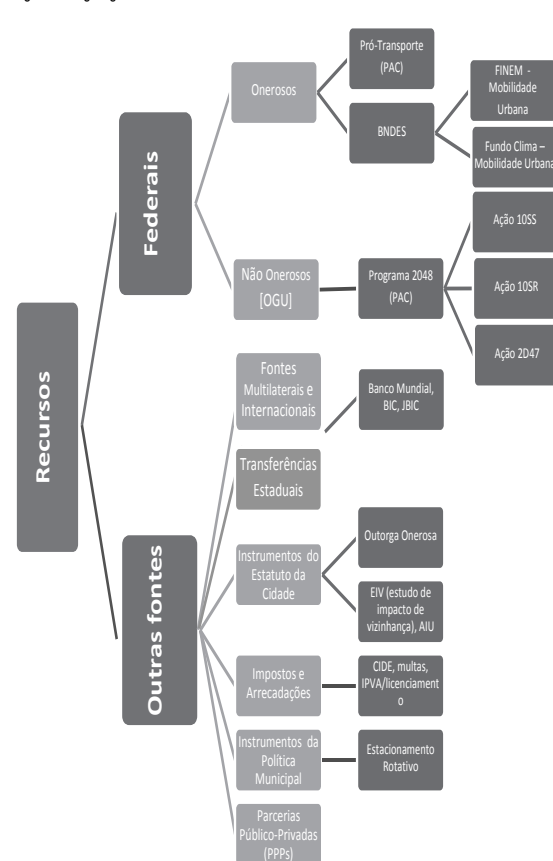 Recursos
Federais
Onerosos
Pró-Transporte
(PAC)
BNDES
FINEM -
Mobilidade
Urbana
Fundo Clima –
Mobilidade Urbana
Não Onerosos
[OGU]
Programa 2048
(PAC)
Ação 10SS
Ação 10SR
Ação 2D47
Outras fontes
Fontes
Multilaterais e
Internacionais
Banco Mundial,
BIC, JBIC
Transferências
Estaduais
Instrumentos do
Estatuto da
Cidade
Outorga Onerosa
EIV (estudo de
impacto de
vizinhança), AIU
Impostos e
Arrecadações
CIDE, multas,
IPVA/licenciament
o
Instrumentos da
Política
Municipal
Estacionamento
Rotativo
Parcerias
Público-Privadas
(PPPs)